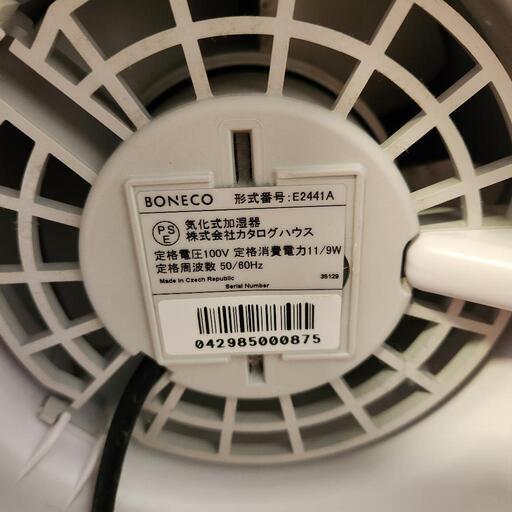 BONECO 形式番号:E2441A
PS
E
気化式加湿器
株式会社カタログハウス
定格電圧100V 定格消費電力11/9W
定格周波数 50/60Hz
Made in Czech Republic 35129
Serial Number
042985000875